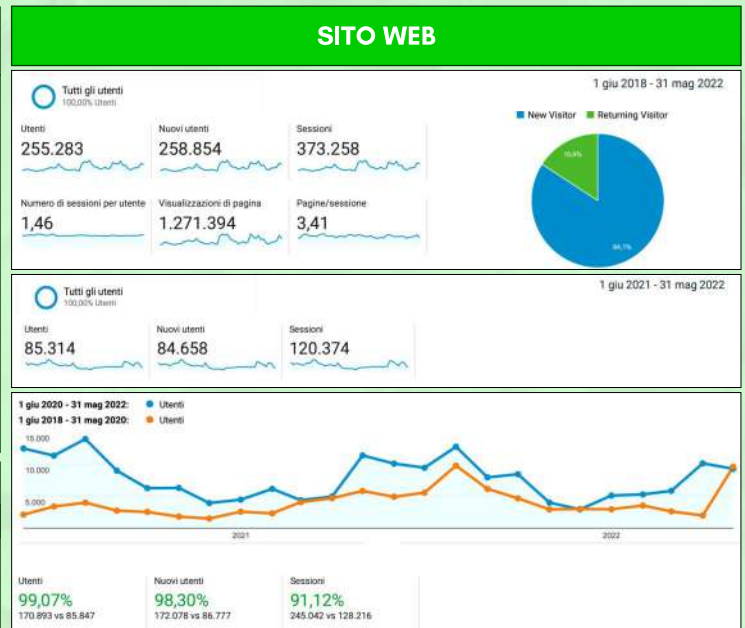 SITO WEB
Tutti gli utenti
100,00% Utenti
1 giu 2018 - 31 mag 2022
New Visitor Returning Visitor
Utenti Nuovi utenti Sessioni
255.283 258.854 373.258
Numero di sessioni per utente Visualizzazioni di pagina Pagine/sessione
1,46 1.271.394 3,41
84,1%
Tutti gli utenti
100,00% Utenti
1 giu 2021 - 31 mag 2022
Utenti Nuovi utenti Sessioni
85.314 84.658 120.374
1 giu 2020 - 31 mag 2022: Utenti
1 giu 2018 - 31 mag 2020: Utenti
15.000
10.000
5.000
2021 2022
Utenti Nuovi utenti Sessioni
99,07% 98,30% 91,12%
170.893 vs 85.847 172.078 vs 86.777 245.042 vs 128.216